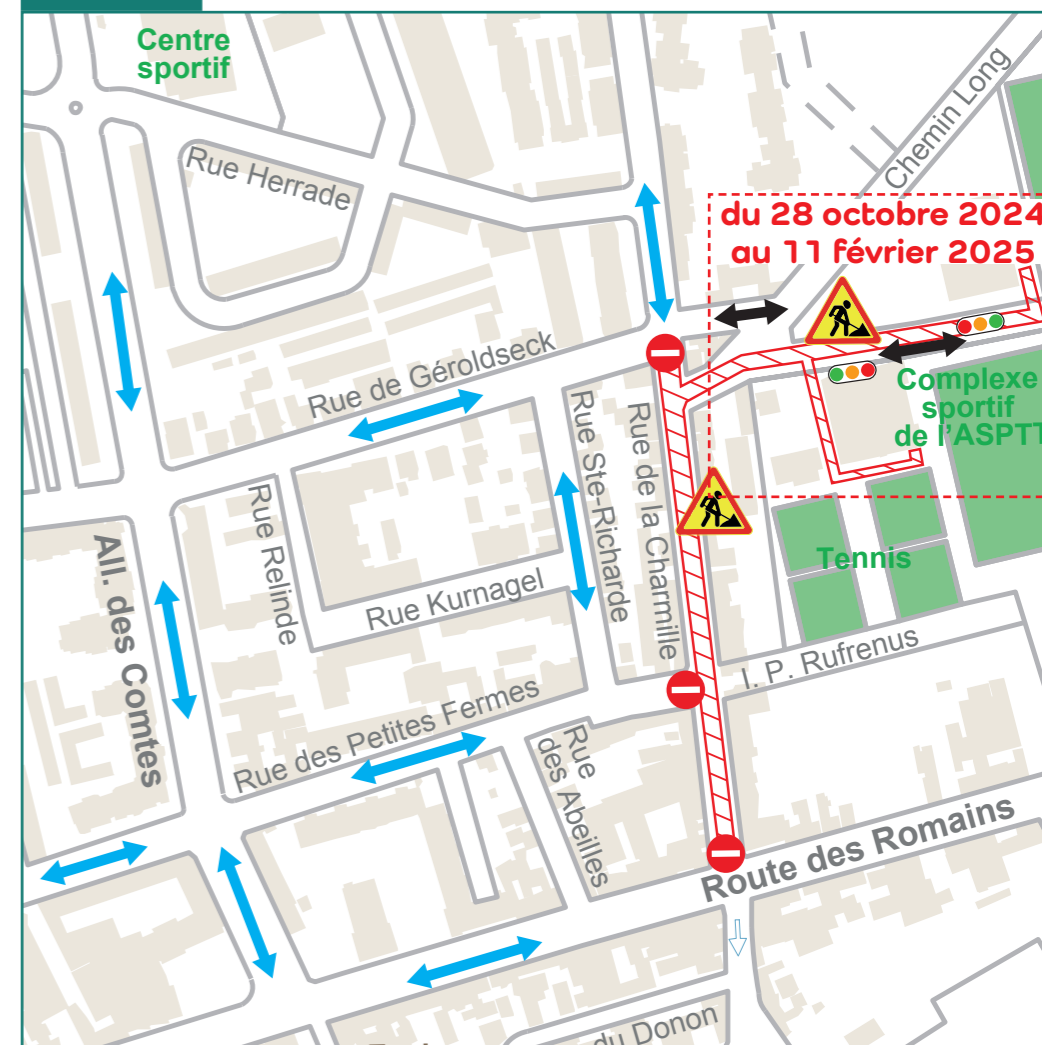 Centre
sportif
Rue Herrade
Chemin Long
du 28 octobre 2024
au 11 février 2025
Rue de Géroldseck
Complexe
sportif
de l'ASPTT
Rue Ste-Richarde
Rue de la Charmille
Rue Relinde
All. des Comtes
Rue Kurnagel
Tennis
I. P. Rufrenus
Rue des Petites Fermes
Rue
des Abeilles
Route des Romains
du Donon